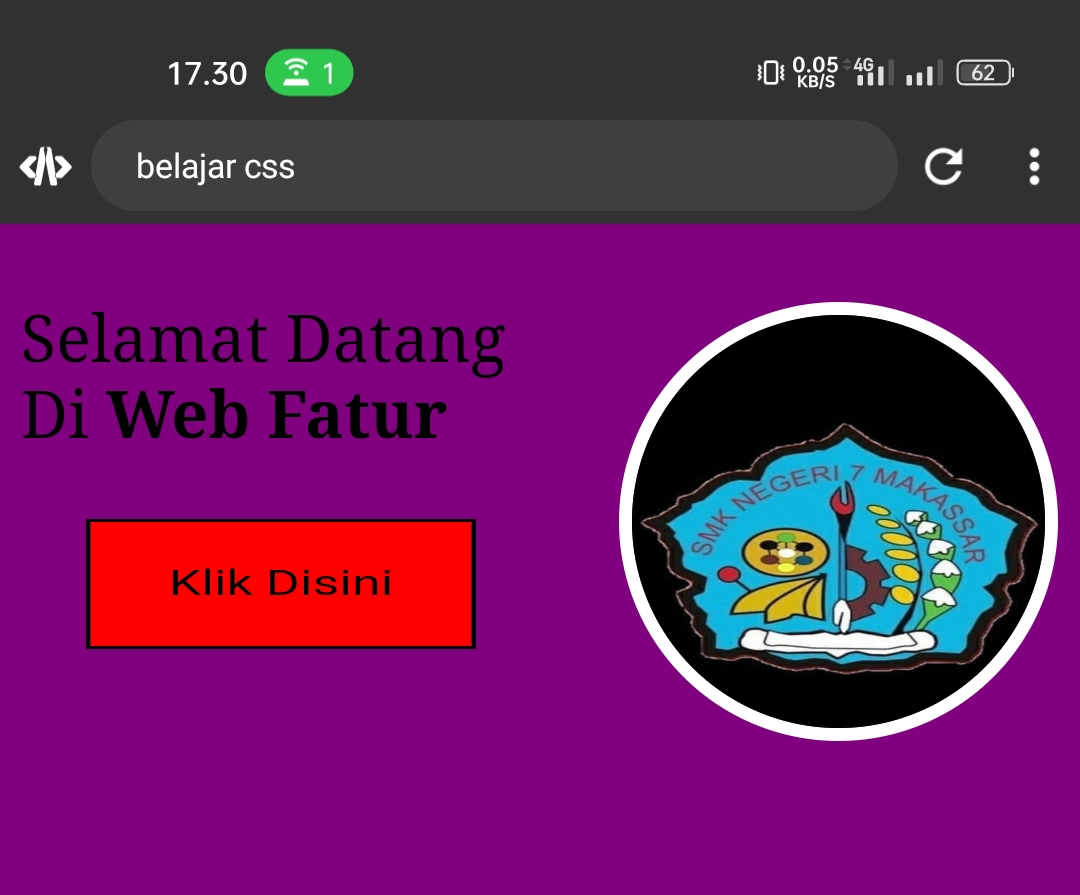 17.30
1
0.05
KB/S
4G
62
belajar css
Selamat Datang
Di Web Fatur
Klik Disini
SMK NEGERI 7 MAKASSAR